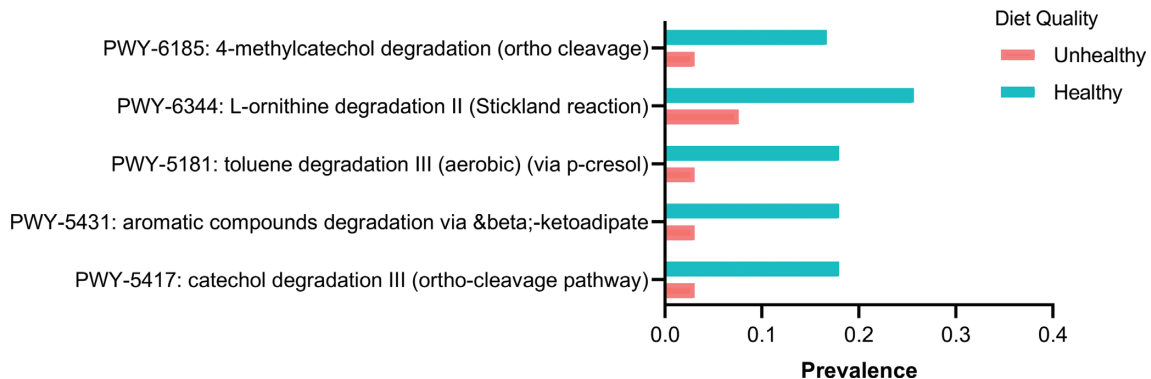 Diet Quality
Unhealthy
Healthy
PWY-6185: 4-methylcatechol degradation (ortho cleavage)
PWY-6344: L-ornithine degradation II (Stickland reaction)
PWY-5181: toluene degradation III (aerobic) (via p-cresol)
PWY-5431: aromatic compounds degradation via &beta;-ketoadipate
PWY-5417: catechol degradation III (ortho-cleavage pathway)
0.0 0.1 0.2 0.3 0.4
Prevalence